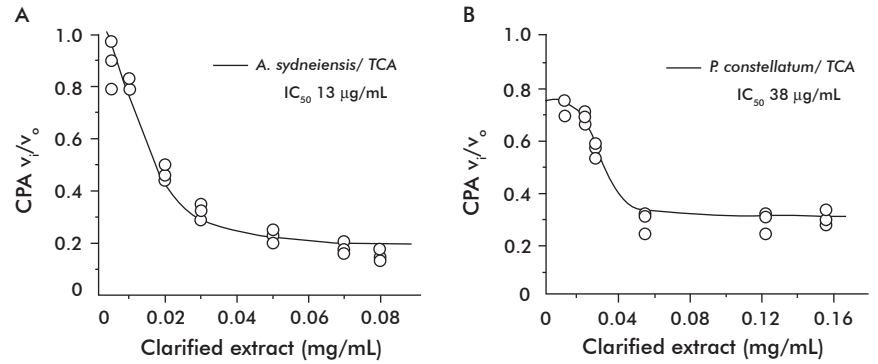 A
1.0
0.8
0.6
0.4
0.2
0
CPA vi/vo
A. sydneiensis/ TCA
IC50 13 µg/mL
0 0.02 0.04 0.06 0.08
Clarified extract (mg/mL)
B
1.0
0.8
0.6
0.4
0.2
0
CPA vi/vo
P. constellatum/ TCA
IC50 38 µg/mL
0 0.04 0.08 0.12 0.16
Clarified extract (mg/mL)